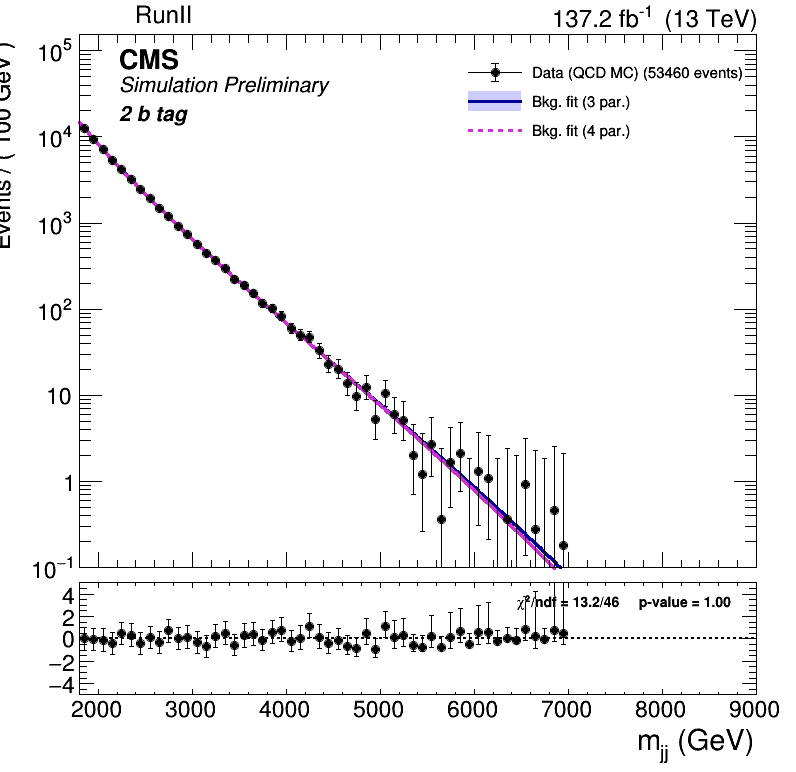 RunII
137.2 fb⁻¹ (13 TeV)
CMS
Simulation Preliminary
2 b tag
Data (QCD MC) (53460 events)
Bkg. fit (3 par.)
Bkg. fit (4 par.)
Events / ( 100 GeV )
10⁵
10⁴
10³
10²
10
1
10⁻¹
χ²/ndf = 13.2/46 p-value = 1.00
4
2
0
−2
−4
2000 3000 4000 5000 6000 7000 8000 9000
m_jj (GeV)